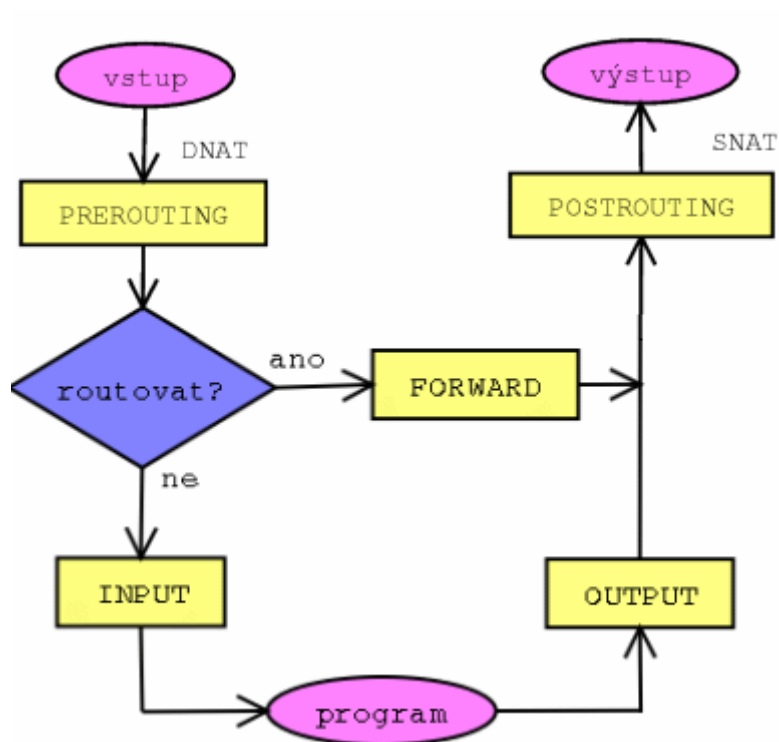 vstup
výstup
DNAT
SNAT
PREROUTING
POSTROUTING
ano
routovat?
FORWARD
ne
INPUT
OUTPUT
program